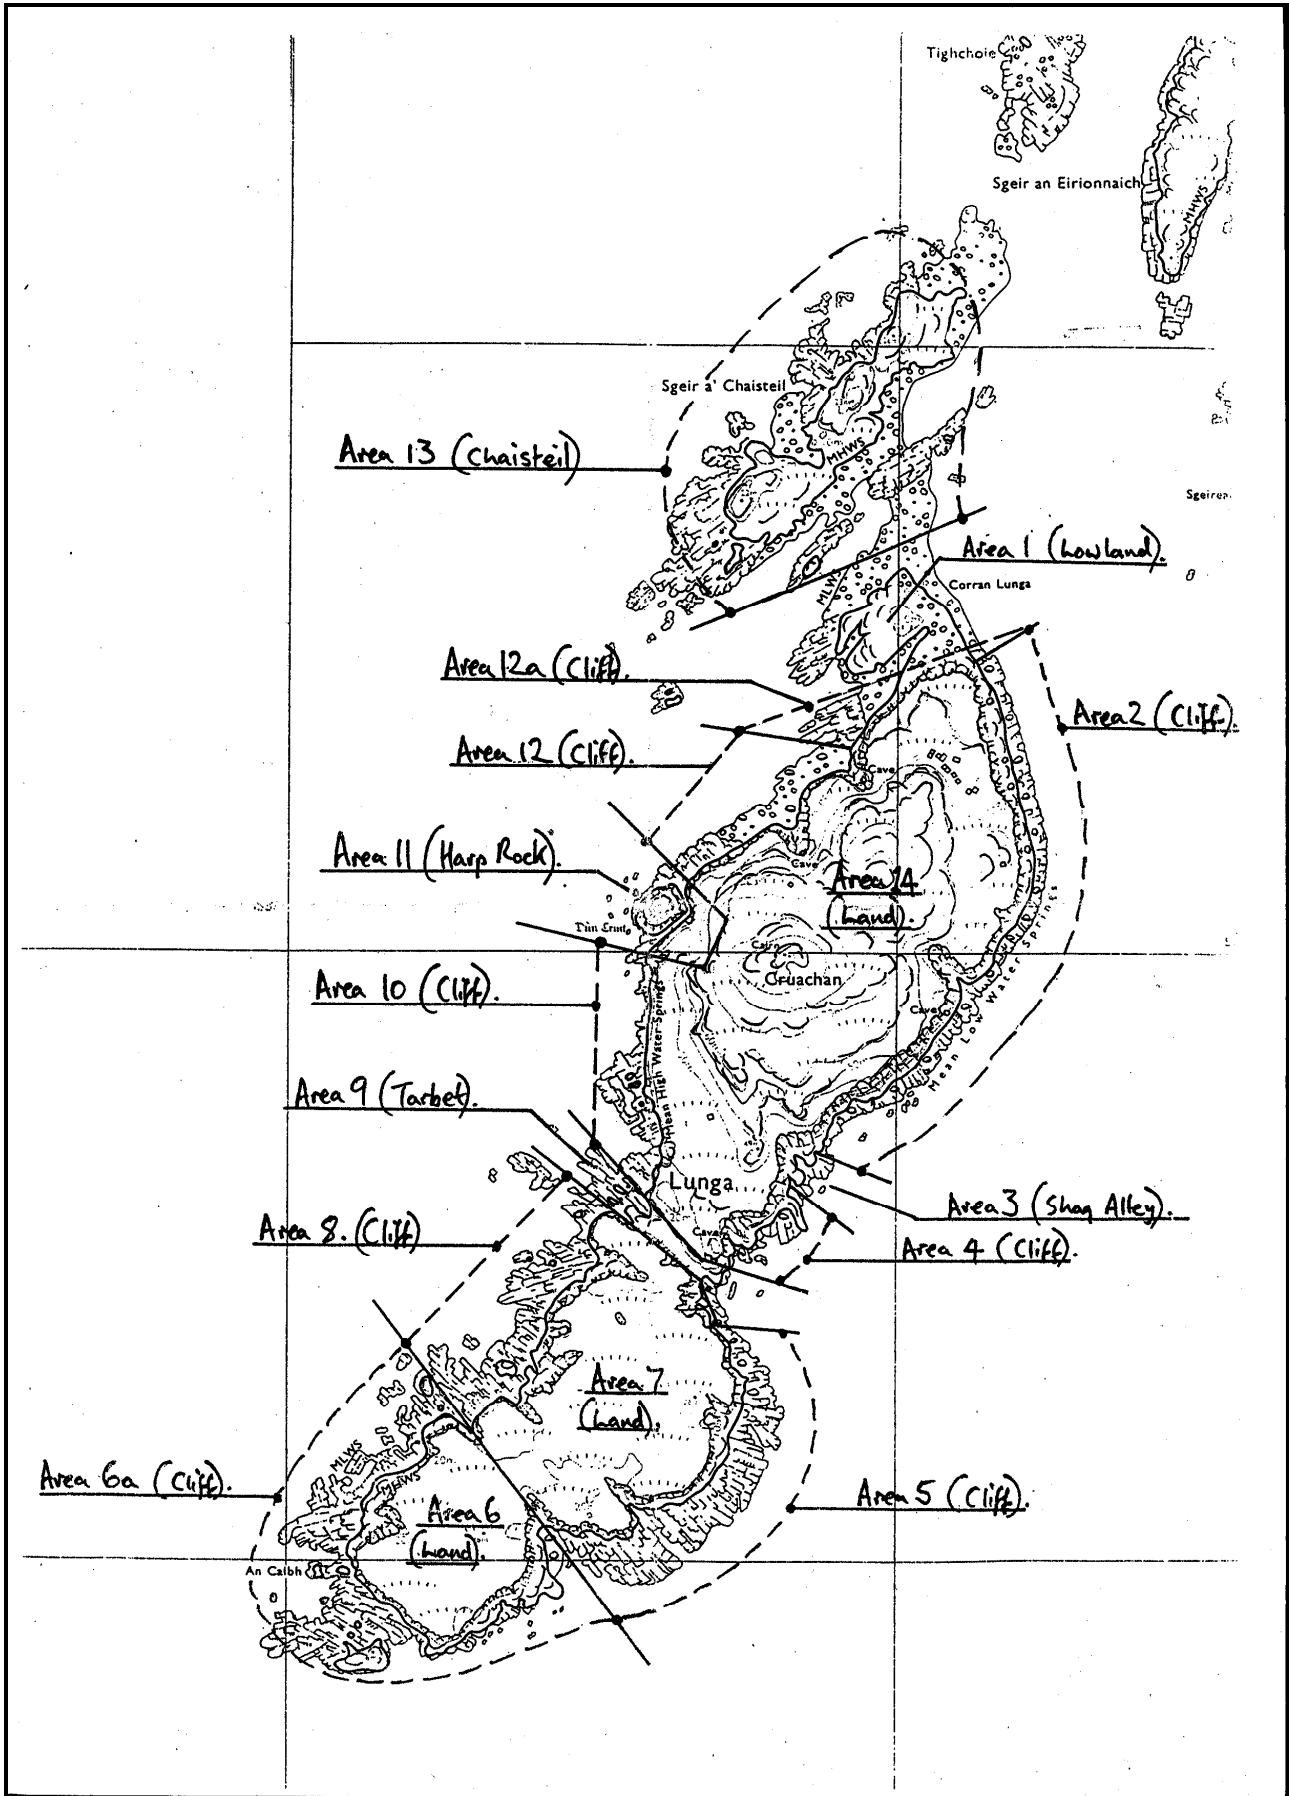 Tighchoie
Sgeir an Eirionnaich
MHWS
Sgeir a' Chaisteil
Area 13 (Chaisteil)
MHWS
Sgeiren
Area 1 (Lowland).
MLWS
Corran Lunga
Area 12a (Cliff).
Area 2 (Cliff).
Area 12 (Cliff).
Cave
Area 11 (Harp Rock).
Cave
Area 14
(Land).
Cairn
Cruachan
Area 10 (Cliff).
Mean High Water Springs
Cave
Mean Low Water Springs
Area 9 (Tarbet).
Lunga
Area 3 (Shag Alley).
Area 8. (Cliff)
Cave
Area 4 (Cliff).
Area 7
(Land).
MLWS
MHWS
20m
Area 6a (Cliff).
Area 5 (Cliff).
Area 6
(Land).
An Calbh